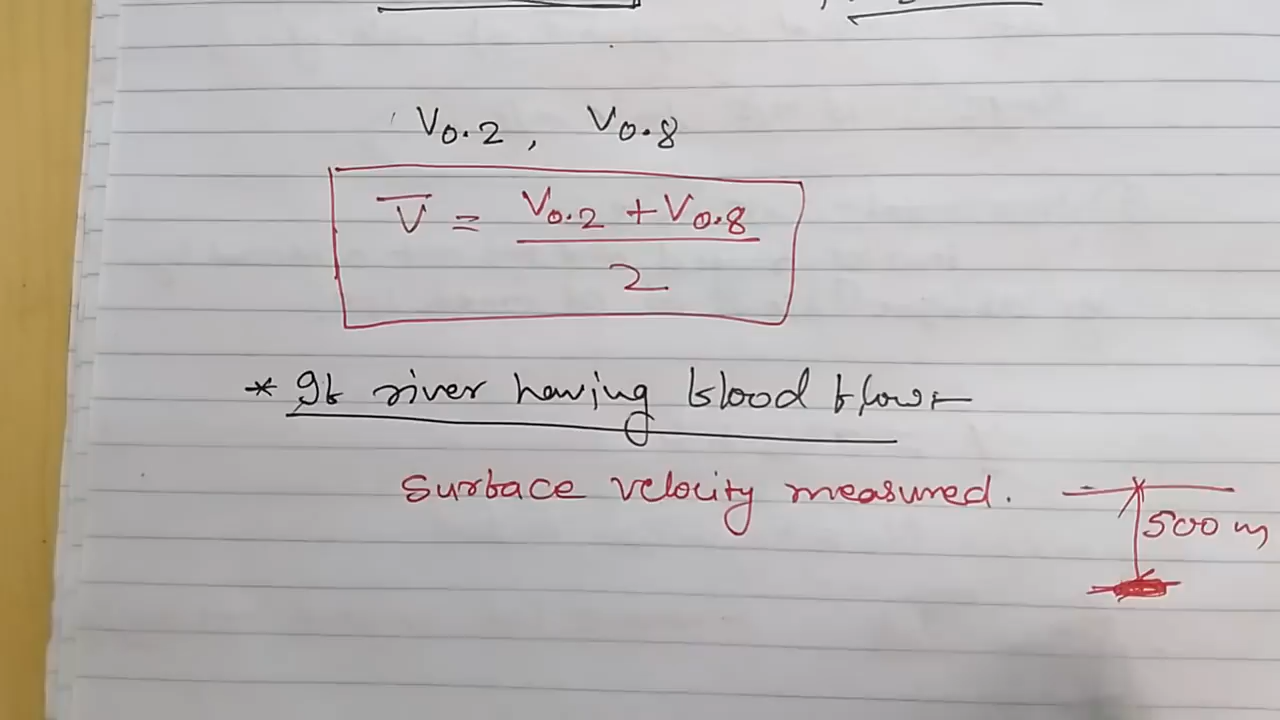 V0.2, V0.8
V̅ = (V0.2 + V0.8) / 2
* If river having flood flow-
Surface velocity measured.
500 m